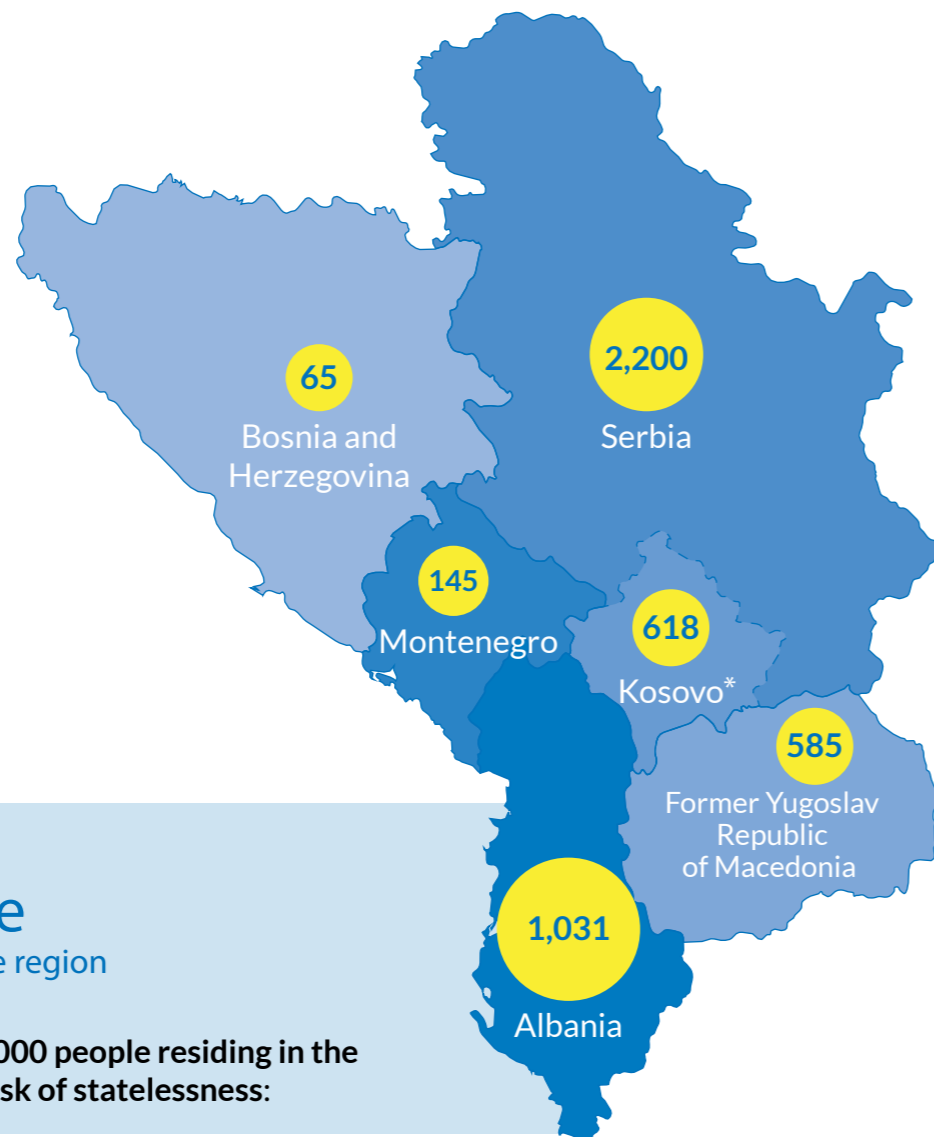 2,200
Serbia
65
Bosnia and
Herzegovina
145
Montenegro
618
Kosovo*
585
Former Yugoslav
Republic
of Macedonia
1,031
Albania
e
e region
000 people residing in the
sk of statelessness: